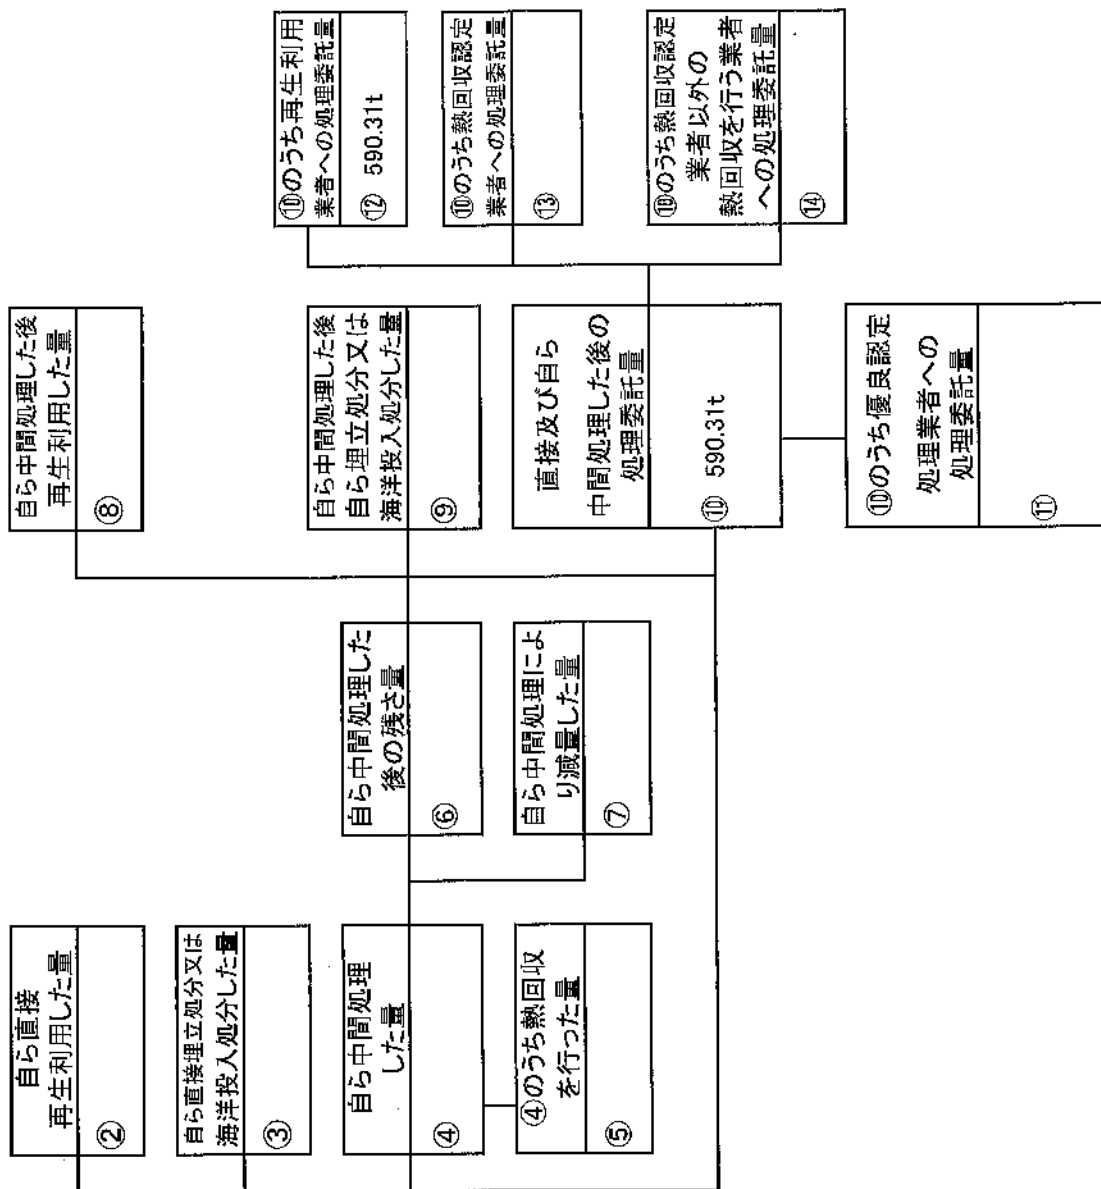 自ら直接
再生利用した量
②
自ら直接埋立処分又は
海洋投入処分した量
③
自ら中間処理
した量
④
④のうち熱回収
を行った量
⑤
自ら中間処理した
後の残さ量
⑥
自ら中間処理によ
り減量した量
⑦
自ら中間処理した後
再生利用した量
⑧
自ら中間処理した後
自ら埋立処分又は
海洋投入処分した量
⑨
直接及び自ら
中間処理した後の
処理委託量
⑩ 590.31t
⑩のうち優良認定
処理業者への
処理委託量
⑪
⑩のうち再生利用
業者への処理委託量
⑫ 590.31t
⑩のうち熱回収認定
業者への処理委託量
⑬
⑩のうち熱回収認定
業者以外の
熱回収を行う業者
への処理委託量
⑭